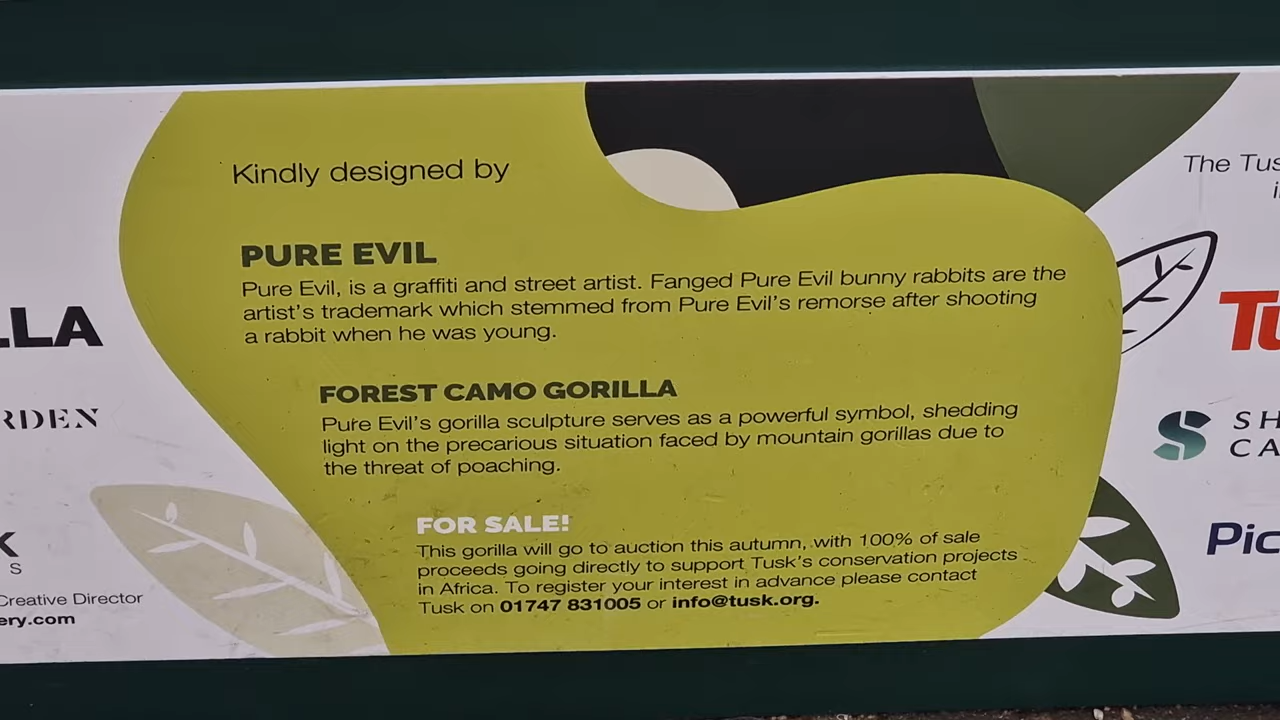 Kindly designed by
PURE EVIL
Pure Evil, is a graffiti and street artist. Fanged Pure Evil bunny rabbits are the
artist's trademark which stemmed from Pure Evil's remorse after shooting
a rabbit when he was young.
FOREST CAMO GORILLA
Pure Evil's gorilla sculpture serves as a powerful symbol, shedding
light on the precarious situation faced by mountain gorillas due to
the threat of poaching.
FOR SALE!
This gorilla will go to auction this autumn, with 100% of sale
proceeds going directly to support Tusk's conservation projects
in Africa. To register your interest in advance please contact
Tusk on 01747 831005 or info@tusk.org.
LLA
RDEN
K
S
Creative Director
ery.com
The Tus
i
TU
SH
CA
Pic